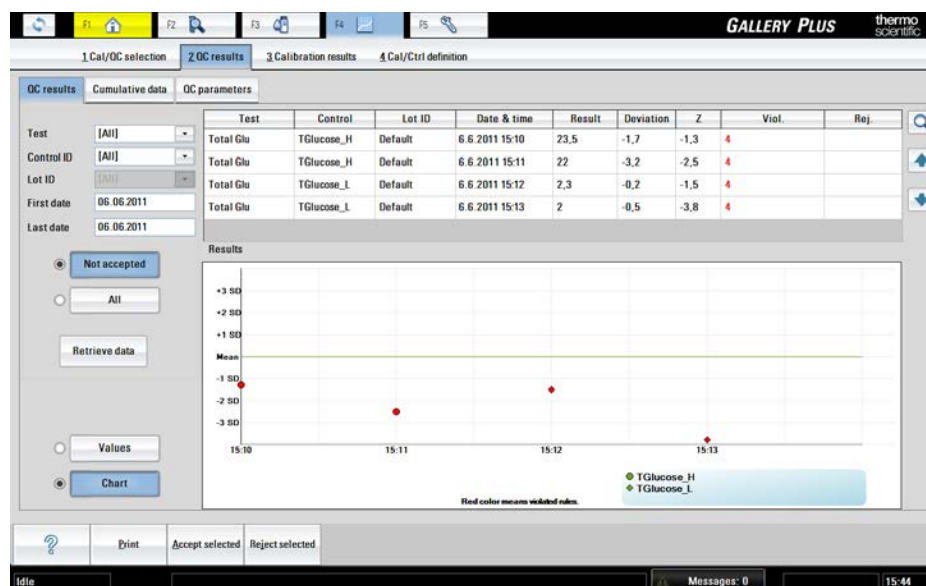 F1 F2 F3 F4 F5 GALLERY PLUS thermo scientific
1 Cal/QC selection 2 QC results 3 Calibration results 4 Cal/Ctrl definition
QC results Cumulative data QC parameters
Test [All]
Control ID [All]
Lot ID [All]
First date 06.06.2011
Last date 06.06.2011
Not accepted
All
Retrieve data
Values
Chart
Test Control Lot ID Date & time Result Deviation Z Viol. Rej.
Total Glu TGlucose_H Default 6.6.2011 15:10 23,5 -1,7 -1,3 4
Total Glu TGlucose_H Default 6.6.2011 15:11 22 -3,2 -2,5 4
Total Glu TGlucose_L Default 6.6.2011 15:12 2,3 -0,2 -1,5 4
Total Glu TGlucose_L Default 6.6.2011 15:13 2 -0,5 -3,8 4
Results
+3 SD
+2 SD
+1 SD
Mean
-1 SD
-2 SD
-3 SD
15:10 15:11 15:12 15:13
TGlucose_H
TGlucose_L
Red color means violated rules.
? Print Accept selected Reject selected
Idle Messages: 0 15:44